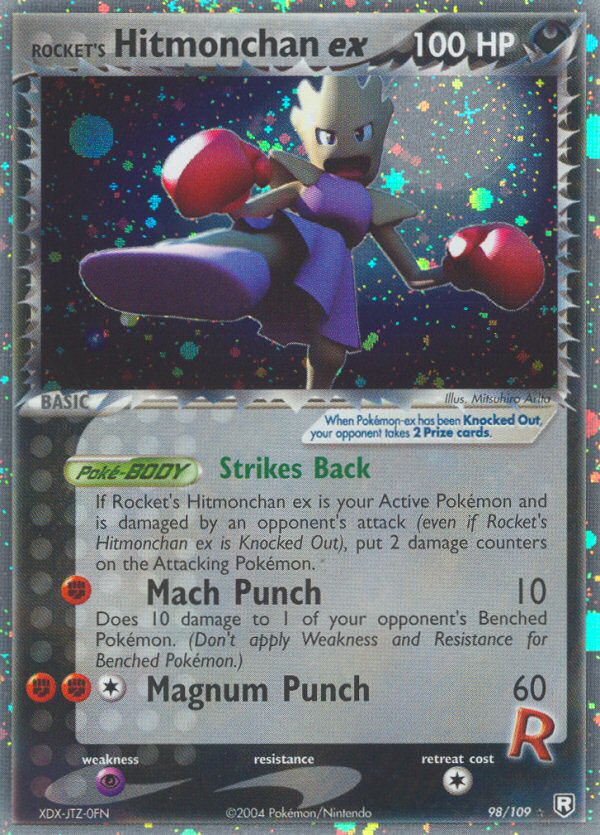 ROCKET'S Hitmonchan ex 100 HP
BASIC
Illus. Mitsuhiro Arita
When Pokémon-ex has been Knocked Out,
your opponent takes 2 Prize cards.
Poké-BODY Strikes Back
If Rocket's Hitmonchan ex is your Active Pokémon and
is damaged by an opponent's attack (even if Rocket's
Hitmonchan ex is Knocked Out), put 2 damage counters
on the Attacking Pokémon.
Mach Punch 10
Does 10 damage to 1 of your opponent's Benched
Pokémon. (Don't apply Weakness and Resistance for
Benched Pokémon.)
Magnum Punch 60
R
weakness resistance retreat cost
XDX-JTZ-0FN ©2004 Pokémon/Nintendo 98/109 R